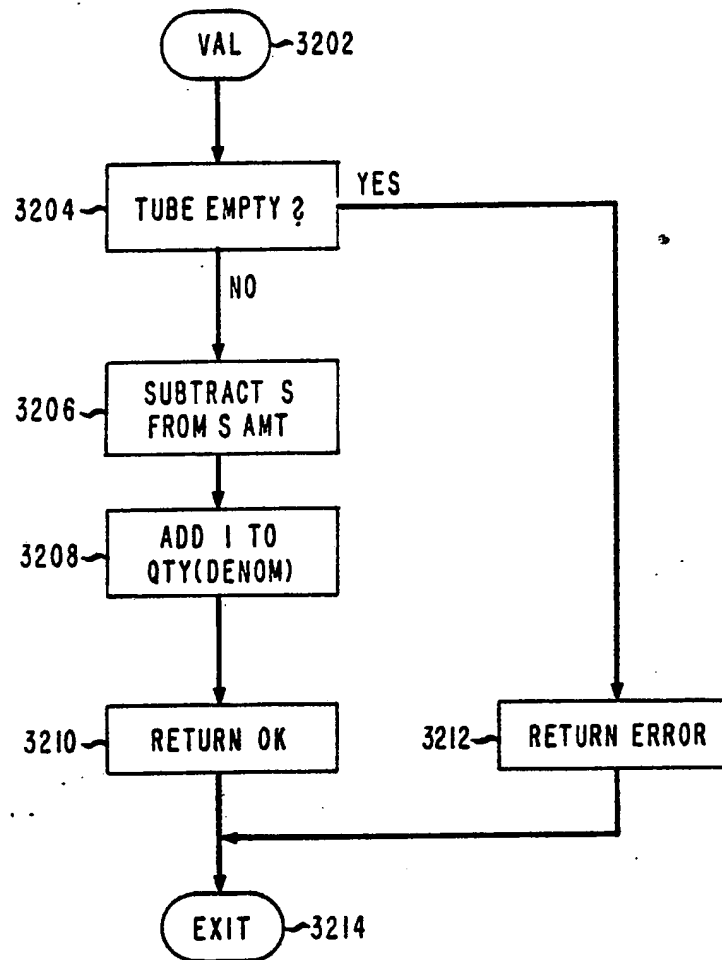 VAL
3202
3204
TUBE EMPTY ?
YES
NO
3206
SUBTRACT S
FROM S AMT
3208
ADD 1 TO
QTY(DENOM)
3210
RETURN OK
3212
RETURN ERROR
EXIT
3214